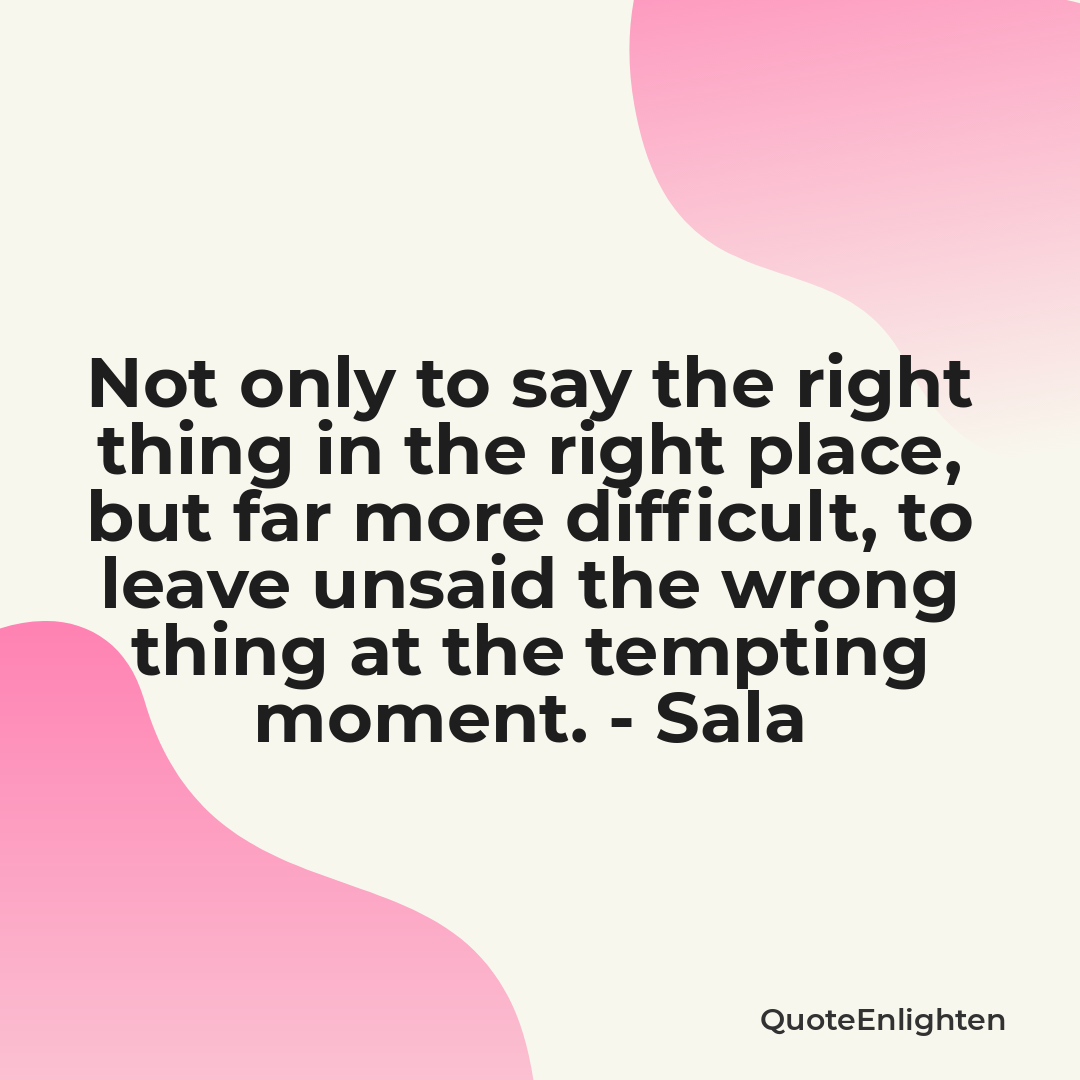 Not only to say the right
thing in the right place,
but far more difficult, to
leave unsaid the wrong
thing at the tempting
moment. - Sala
QuoteEnlighten